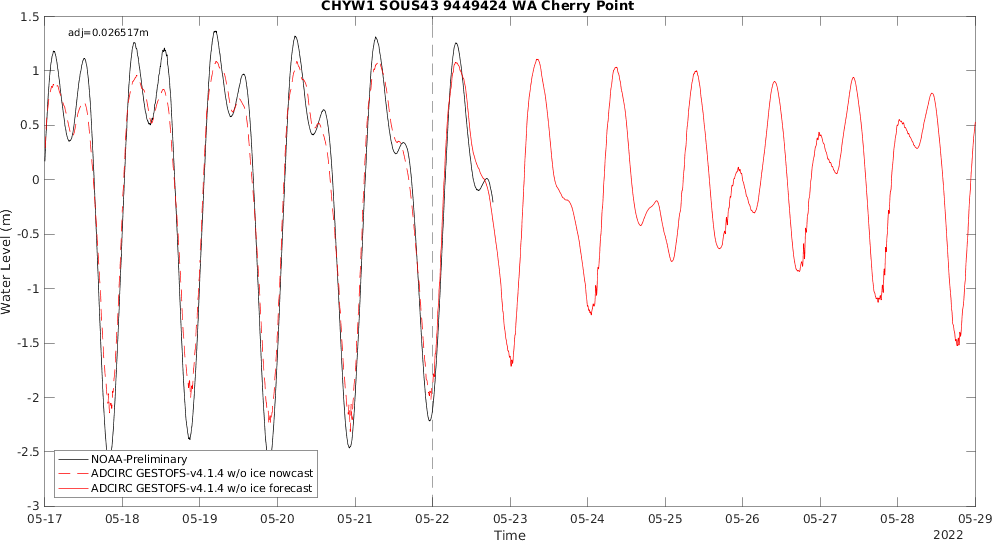 CHYW1 SOUS43 9449424 WA Cherry Point
adj=0.026517m
1.5
1
0.5
0
-0.5
-1
-1.5
-2
-2.5
-3
Water Level (m)
NOAA-Preliminary
ADCIRC GESTOFS-v4.1.4 w/o ice nowcast
ADCIRC GESTOFS-v4.1.4 w/o ice forecast
05-17 05-18 05-19 05-20 05-21 05-22 05-23 05-24 05-25 05-26 05-27 05-28 05-29
Time
2022